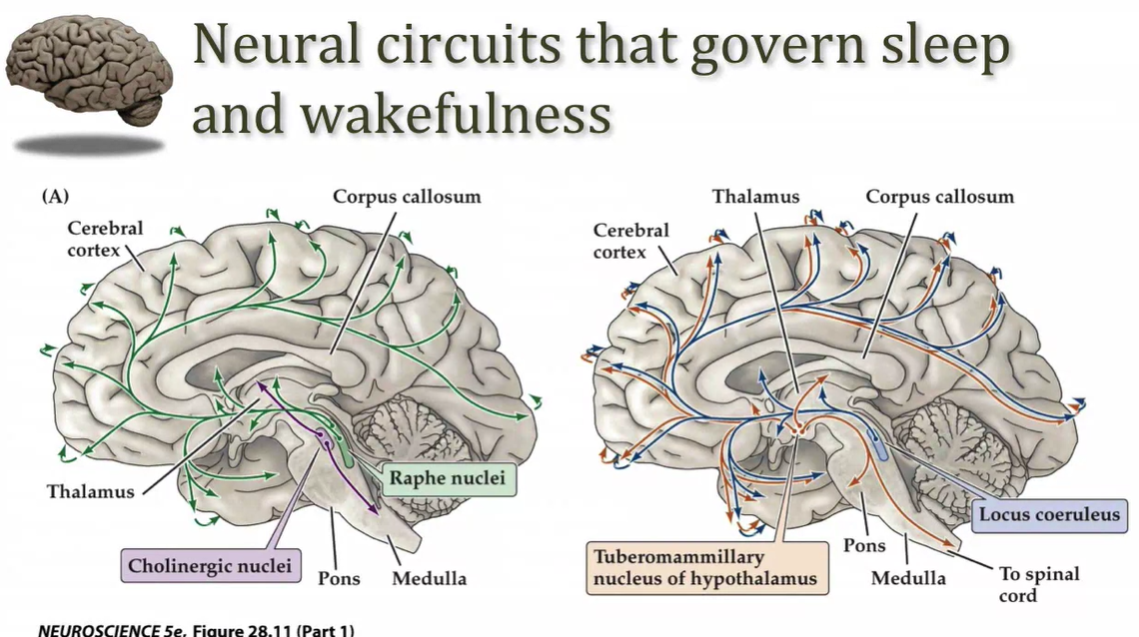 Neural circuits that govern sleep
and wakefulness
(A)
Corpus callosum
Cerebral
cortex
Thalamus
Raphe nuclei
Cholinergic nuclei
Pons
Medulla
Thalamus
Corpus callosum
Cerebral
cortex
Locus coeruleus
Tuberomammillary
nucleus of hypothalamus
Pons
Medulla
To spinal
cord
NEUROSCIENCE 5e, Figure 28.11 (Part 1)